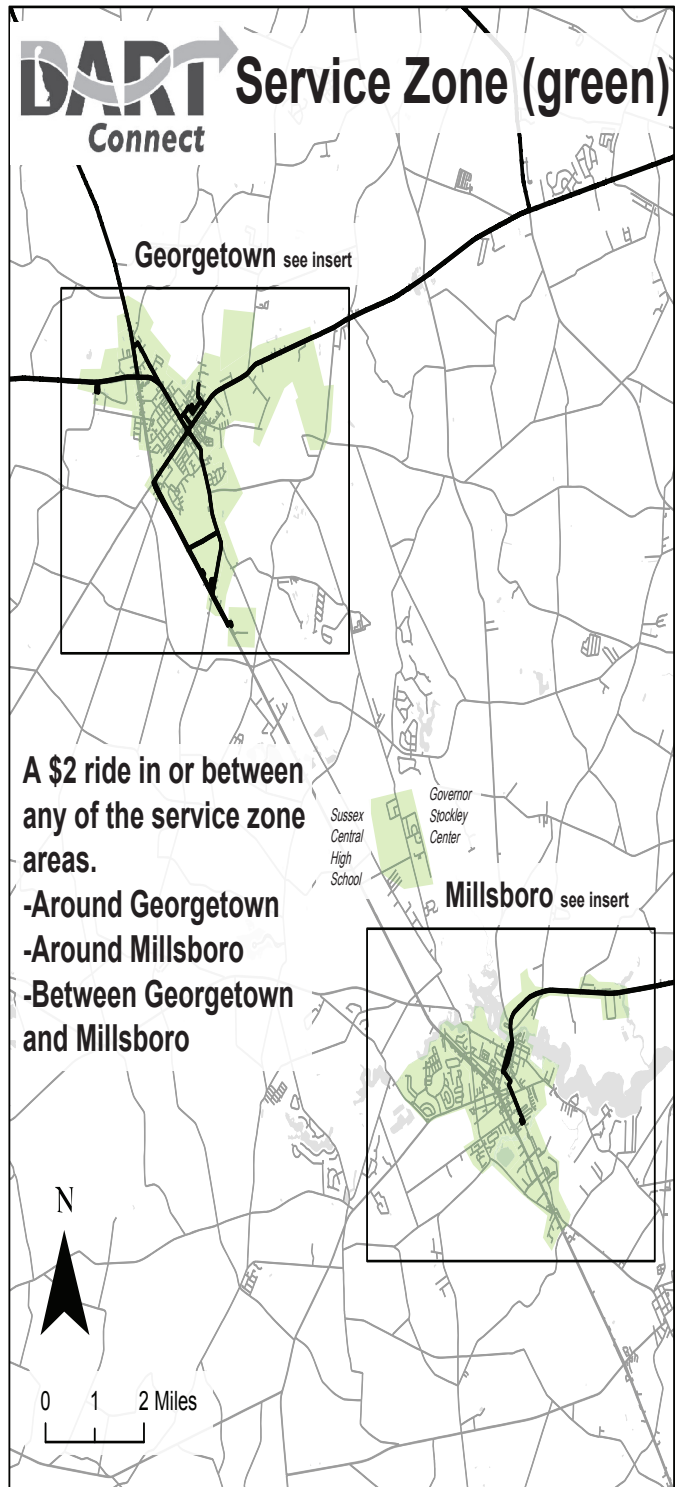 DART
Connect
Service Zone (green)
Georgetown see insert
A $2 ride in or between
any of the service zone
areas.
-Around Georgetown
-Around Millsboro
-Between Georgetown
and Millsboro
Sussex
Central
High
School
Governor
Stockley
Center
Millsboro see insert
N
0 1 2 Miles